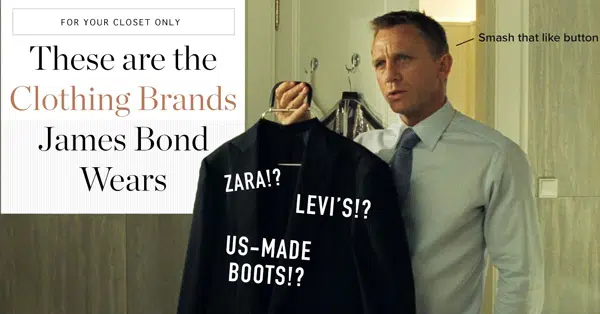 FOR YOUR CLOSET ONLY
These are the
Clothing Brands
James Bond
Wears
Smash that like button
ZARA!?
LEVI'S!?
US-MADE
BOOTS!?